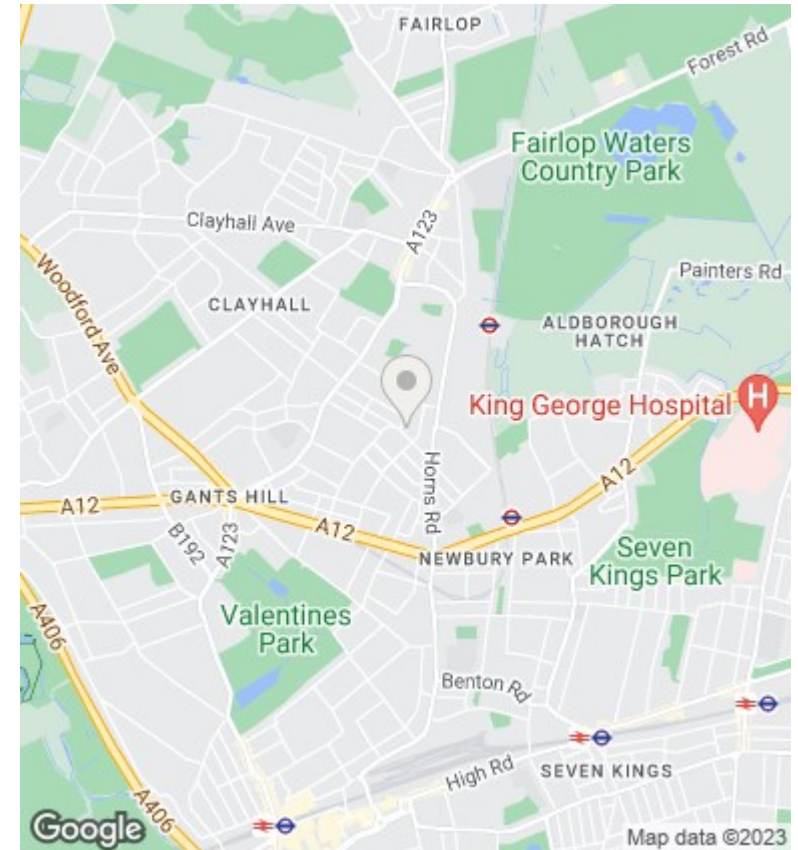 FAIRLOP
Forest Rd
Fairlop Waters
Country Park
Clayhall Ave
A123
Painters Rd
Woodford Ave
CLAYHALL
ALDBOROUGH
HATCH
King George Hospital
H
Horns Rd
A12
GANTS HILL
A12
A12
B192
A123
NEWBURY PARK
Seven
Kings Park
Valentines
Park
A406
Benton Rd
SEVEN KINGS
High Rd
A406
Google
Map data ©2023